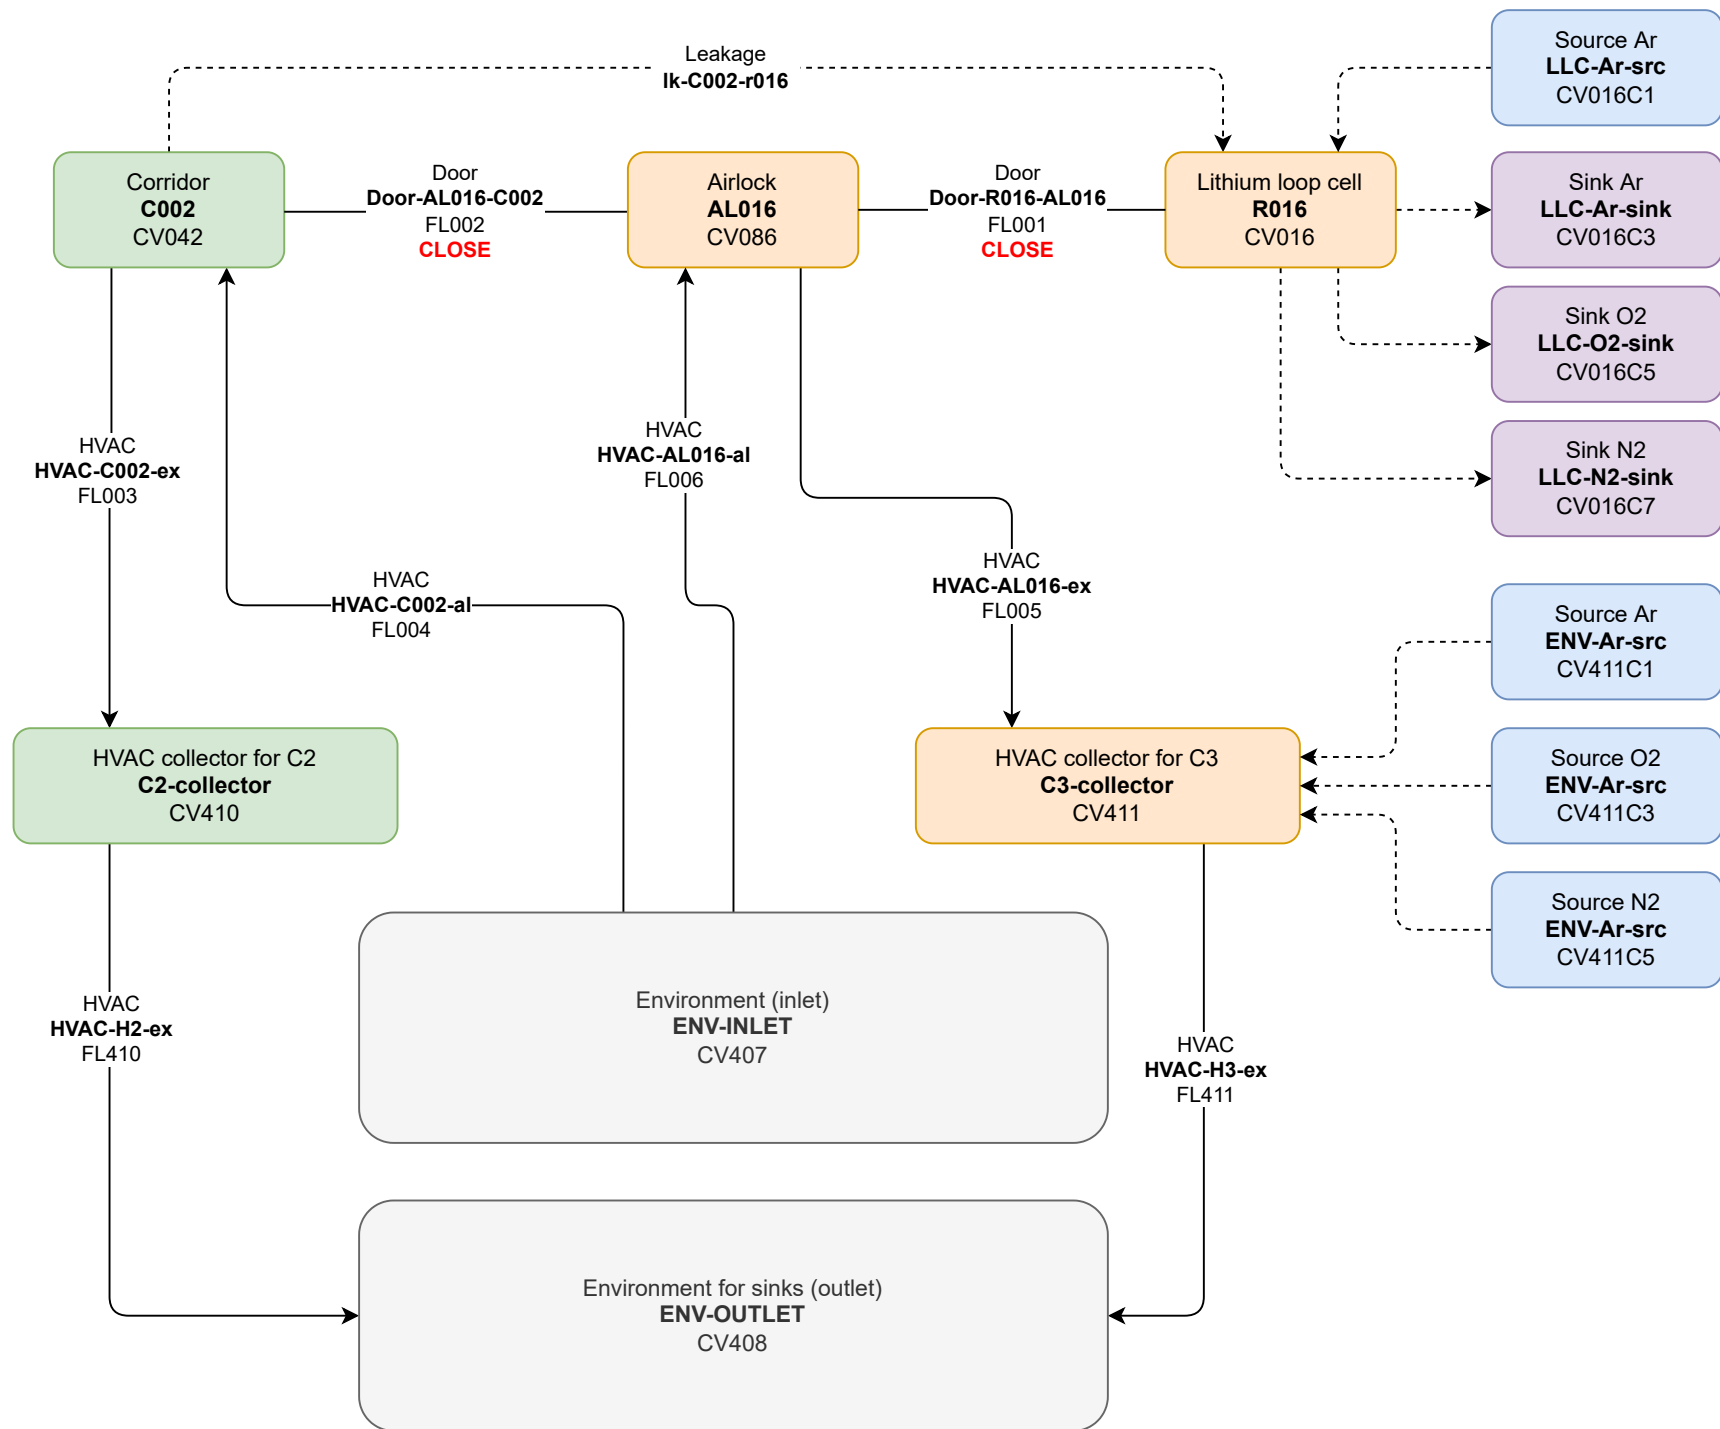 Leakage
lk-C002-r016
Source Ar
LLC-Ar-src
CV016C1
Corridor
C002
CV042
Door
Door-AL016-C002
FL002
CLOSE
Airlock
AL016
CV086
Door
Door-R016-AL016
FL001
CLOSE
Lithium loop cell
R016
CV016
Sink Ar
LLC-Ar-sink
CV016C3
Sink O2
LLC-O2-sink
CV016C5
Sink N2
LLC-N2-sink
CV016C7
HVAC
HVAC-C002-ex
FL003
HVAC
HVAC-AL016-al
FL006
HVAC
HVAC-C002-al
FL004
HVAC
HVAC-AL016-ex
FL005
Source Ar
ENV-Ar-src
CV411C1
HVAC collector for C2
C2-collector
CV410
HVAC collector for C3
C3-collector
CV411
Source O2
ENV-Ar-src
CV411C3
Source N2
ENV-Ar-src
CV411C5
HVAC
HVAC-H2-ex
FL410
Environment (inlet)
ENV-INLET
CV407
HVAC
HVAC-H3-ex
FL411
Environment for sinks (outlet)
ENV-OUTLET
CV408